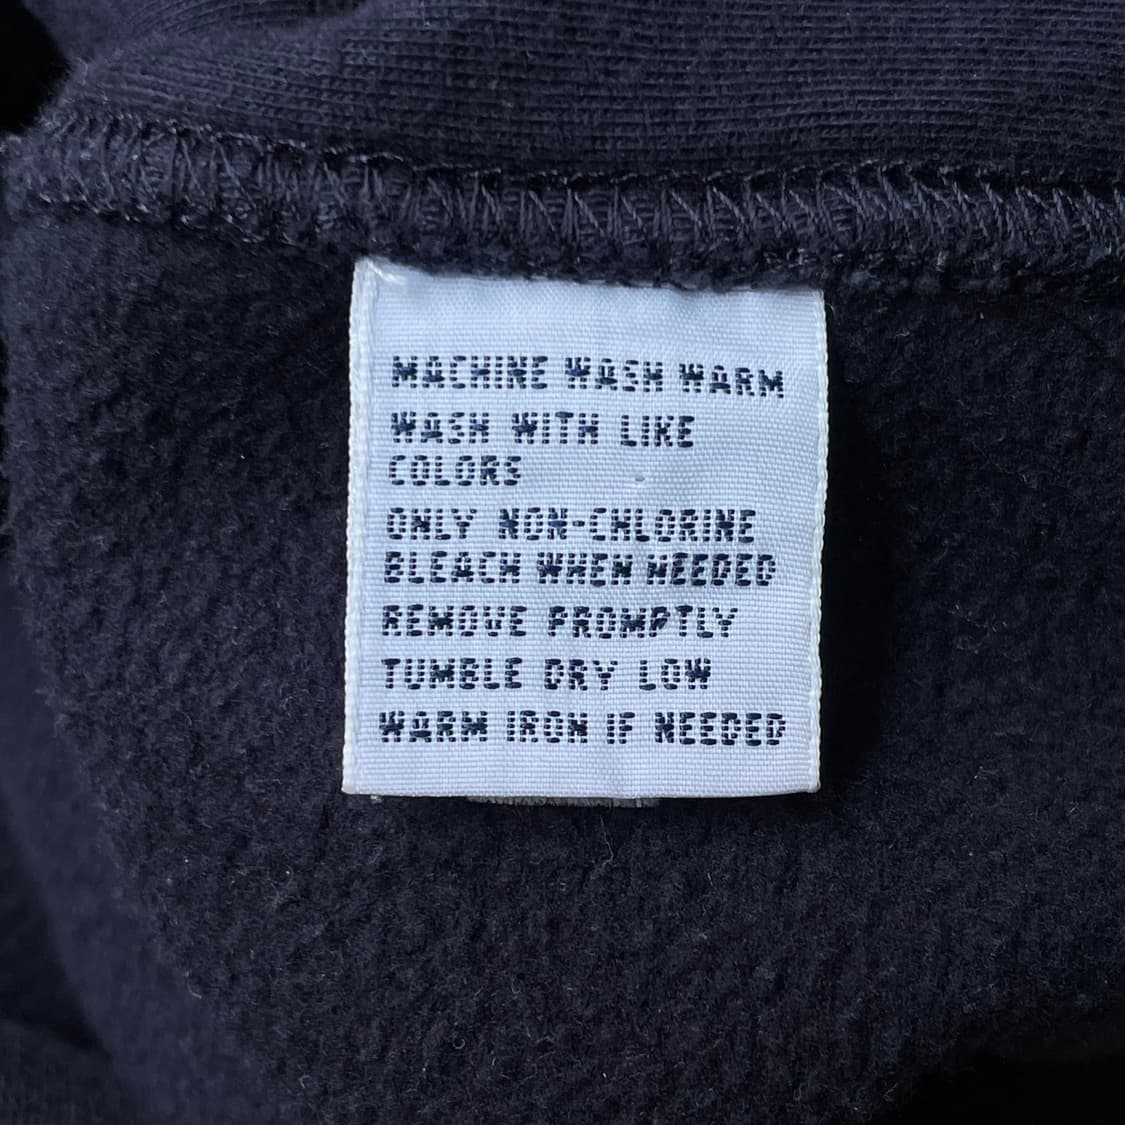 MACHINE WASH WARM
WASH WITH LIKE
COLORS
ONLY NON-CHLORINE
BLEACH WHEN NEEDED
REMOVE PROMPTLY
TUMBLE DRY LOW
WARM IRON IF NEEDED